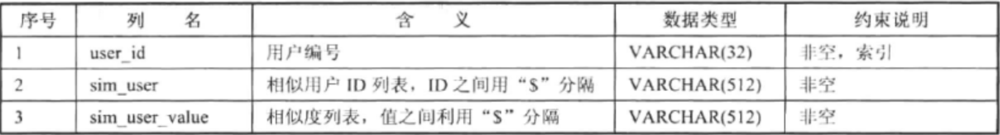 序号 列 名 含 义 数据类型 约束说明
1 user_id 用户编号 VARCHAR(32) 非空，索引
2 sim_user 相似用户 ID 列表，ID 之间用“$”分隔 VARCHAR(512) 非空
3 sim_user_value 相似度列表，值之间利用“$”分隔 VARCHAR(512) 非空